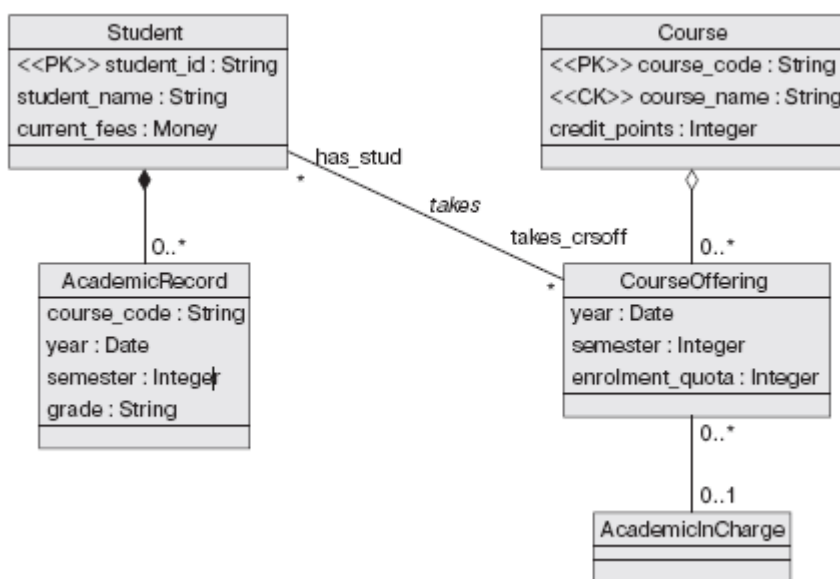 Student
<<PK>> student_id : String
student_name : String
current_fees : Money
Course
<<PK>> course_code : String
<<CK>> course_name : String
credit_points : Integer
has_stud
*
takes
takes_crsoff
*
0..*
0..*
AcademicRecord
course_code : String
year : Date
semester : Integer
grade : String
CourseOffering
year : Date
semester : Integer
enrolment_quota : Integer
0..*
0..1
AcademicInCharge